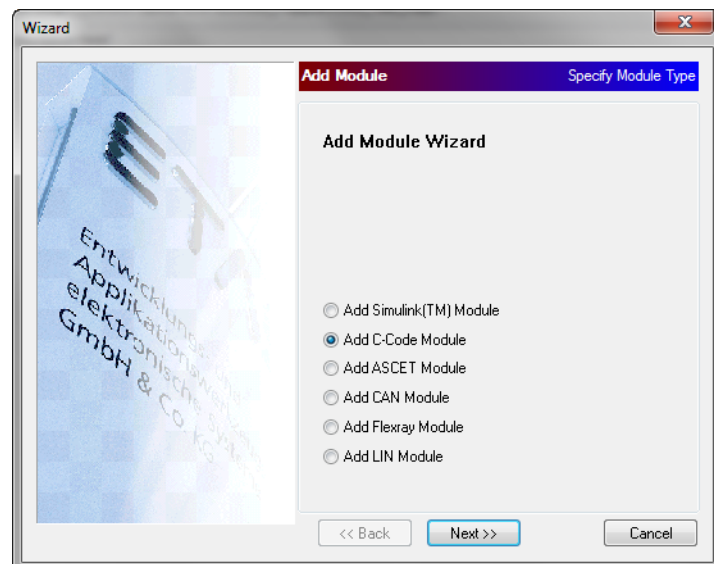 Wizard
Add Module
Specify Module Type
Add Module Wizard
Add Simulink(TM) Module
Add C-Code Module
Add ASCET Module
Add CAN Module
Add Flexray Module
Add LIN Module
<< Back
Next >>
Cancel
ET
Entwicklungs- und
Applikationswerkzeuge
elektronische Systeme
GmbH & Co. KG